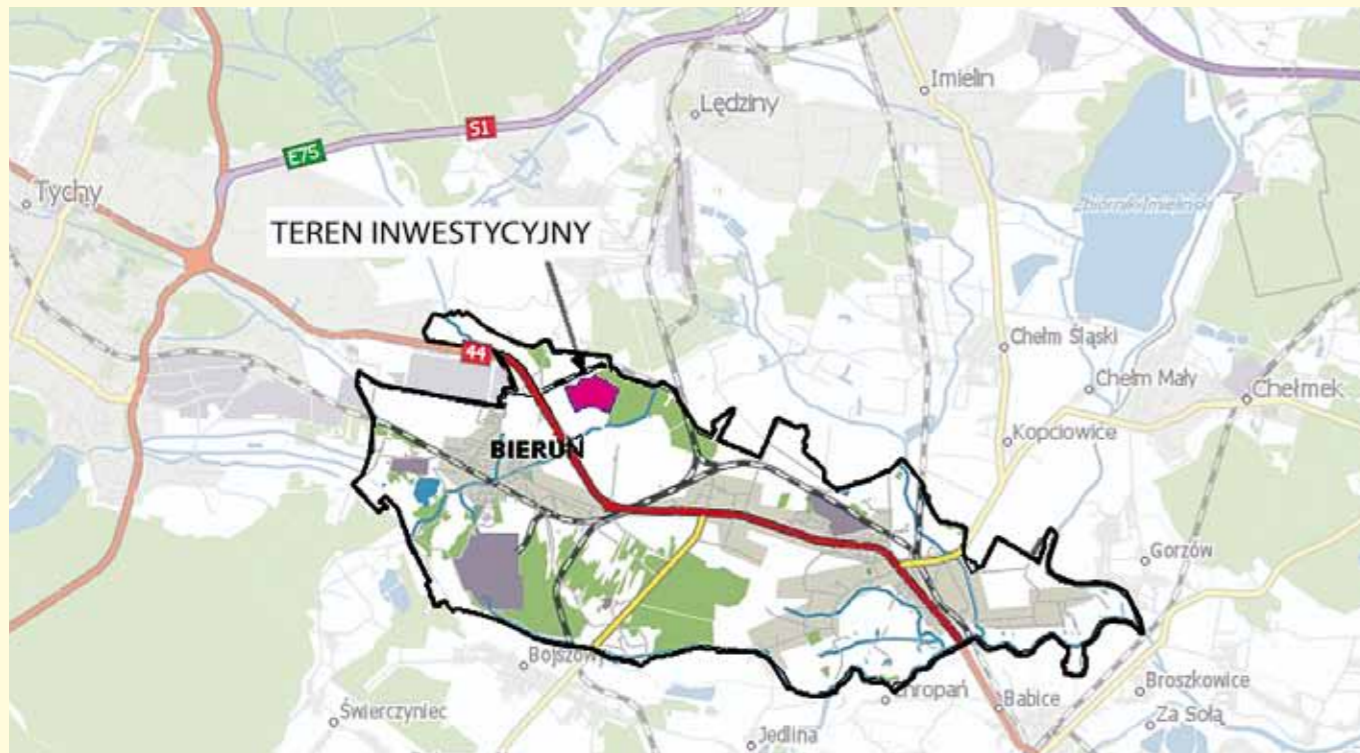 Imielin
Lędziny
S1
E75
Tychy
TEREN INWESTYCYJNY
Zbiornik Imieliński
44
Chełm Śląski
Chełm Mały
Chełmek
Kopciowice
BIERUŃ
Gorzów
Bojszowy
Chropań
Babice
Broszkowice
Świerczyniec
Za Sołą
Jedlina